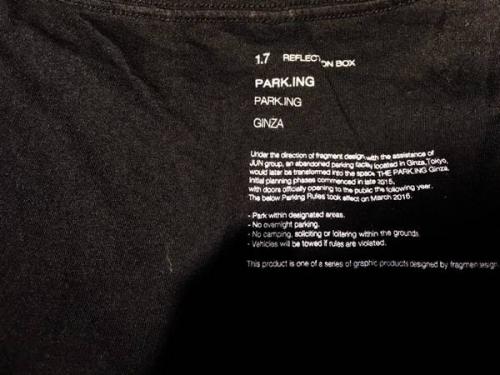 1.7 REFLECTION BOX
PARK.ING
PARK.ING
GINZA
Under the direction of fragment design with the assistance of
JUN group, an abandoned parking facility located in Ginza, Tokyo,
would later be transformed into the space THE PARK.ING Ginza.
Initial planning phases commenced in late 2015,
with doors officially opening to the public the following year.
The below Parking Rules took effect on March 2016.
- Park within designated areas.
- No overnight parking.
- No camping, soliciting or loitering within the grounds.
- Vehicles will be towed if rules are violated.
This product is one of a series of graphic products designed by fragment design